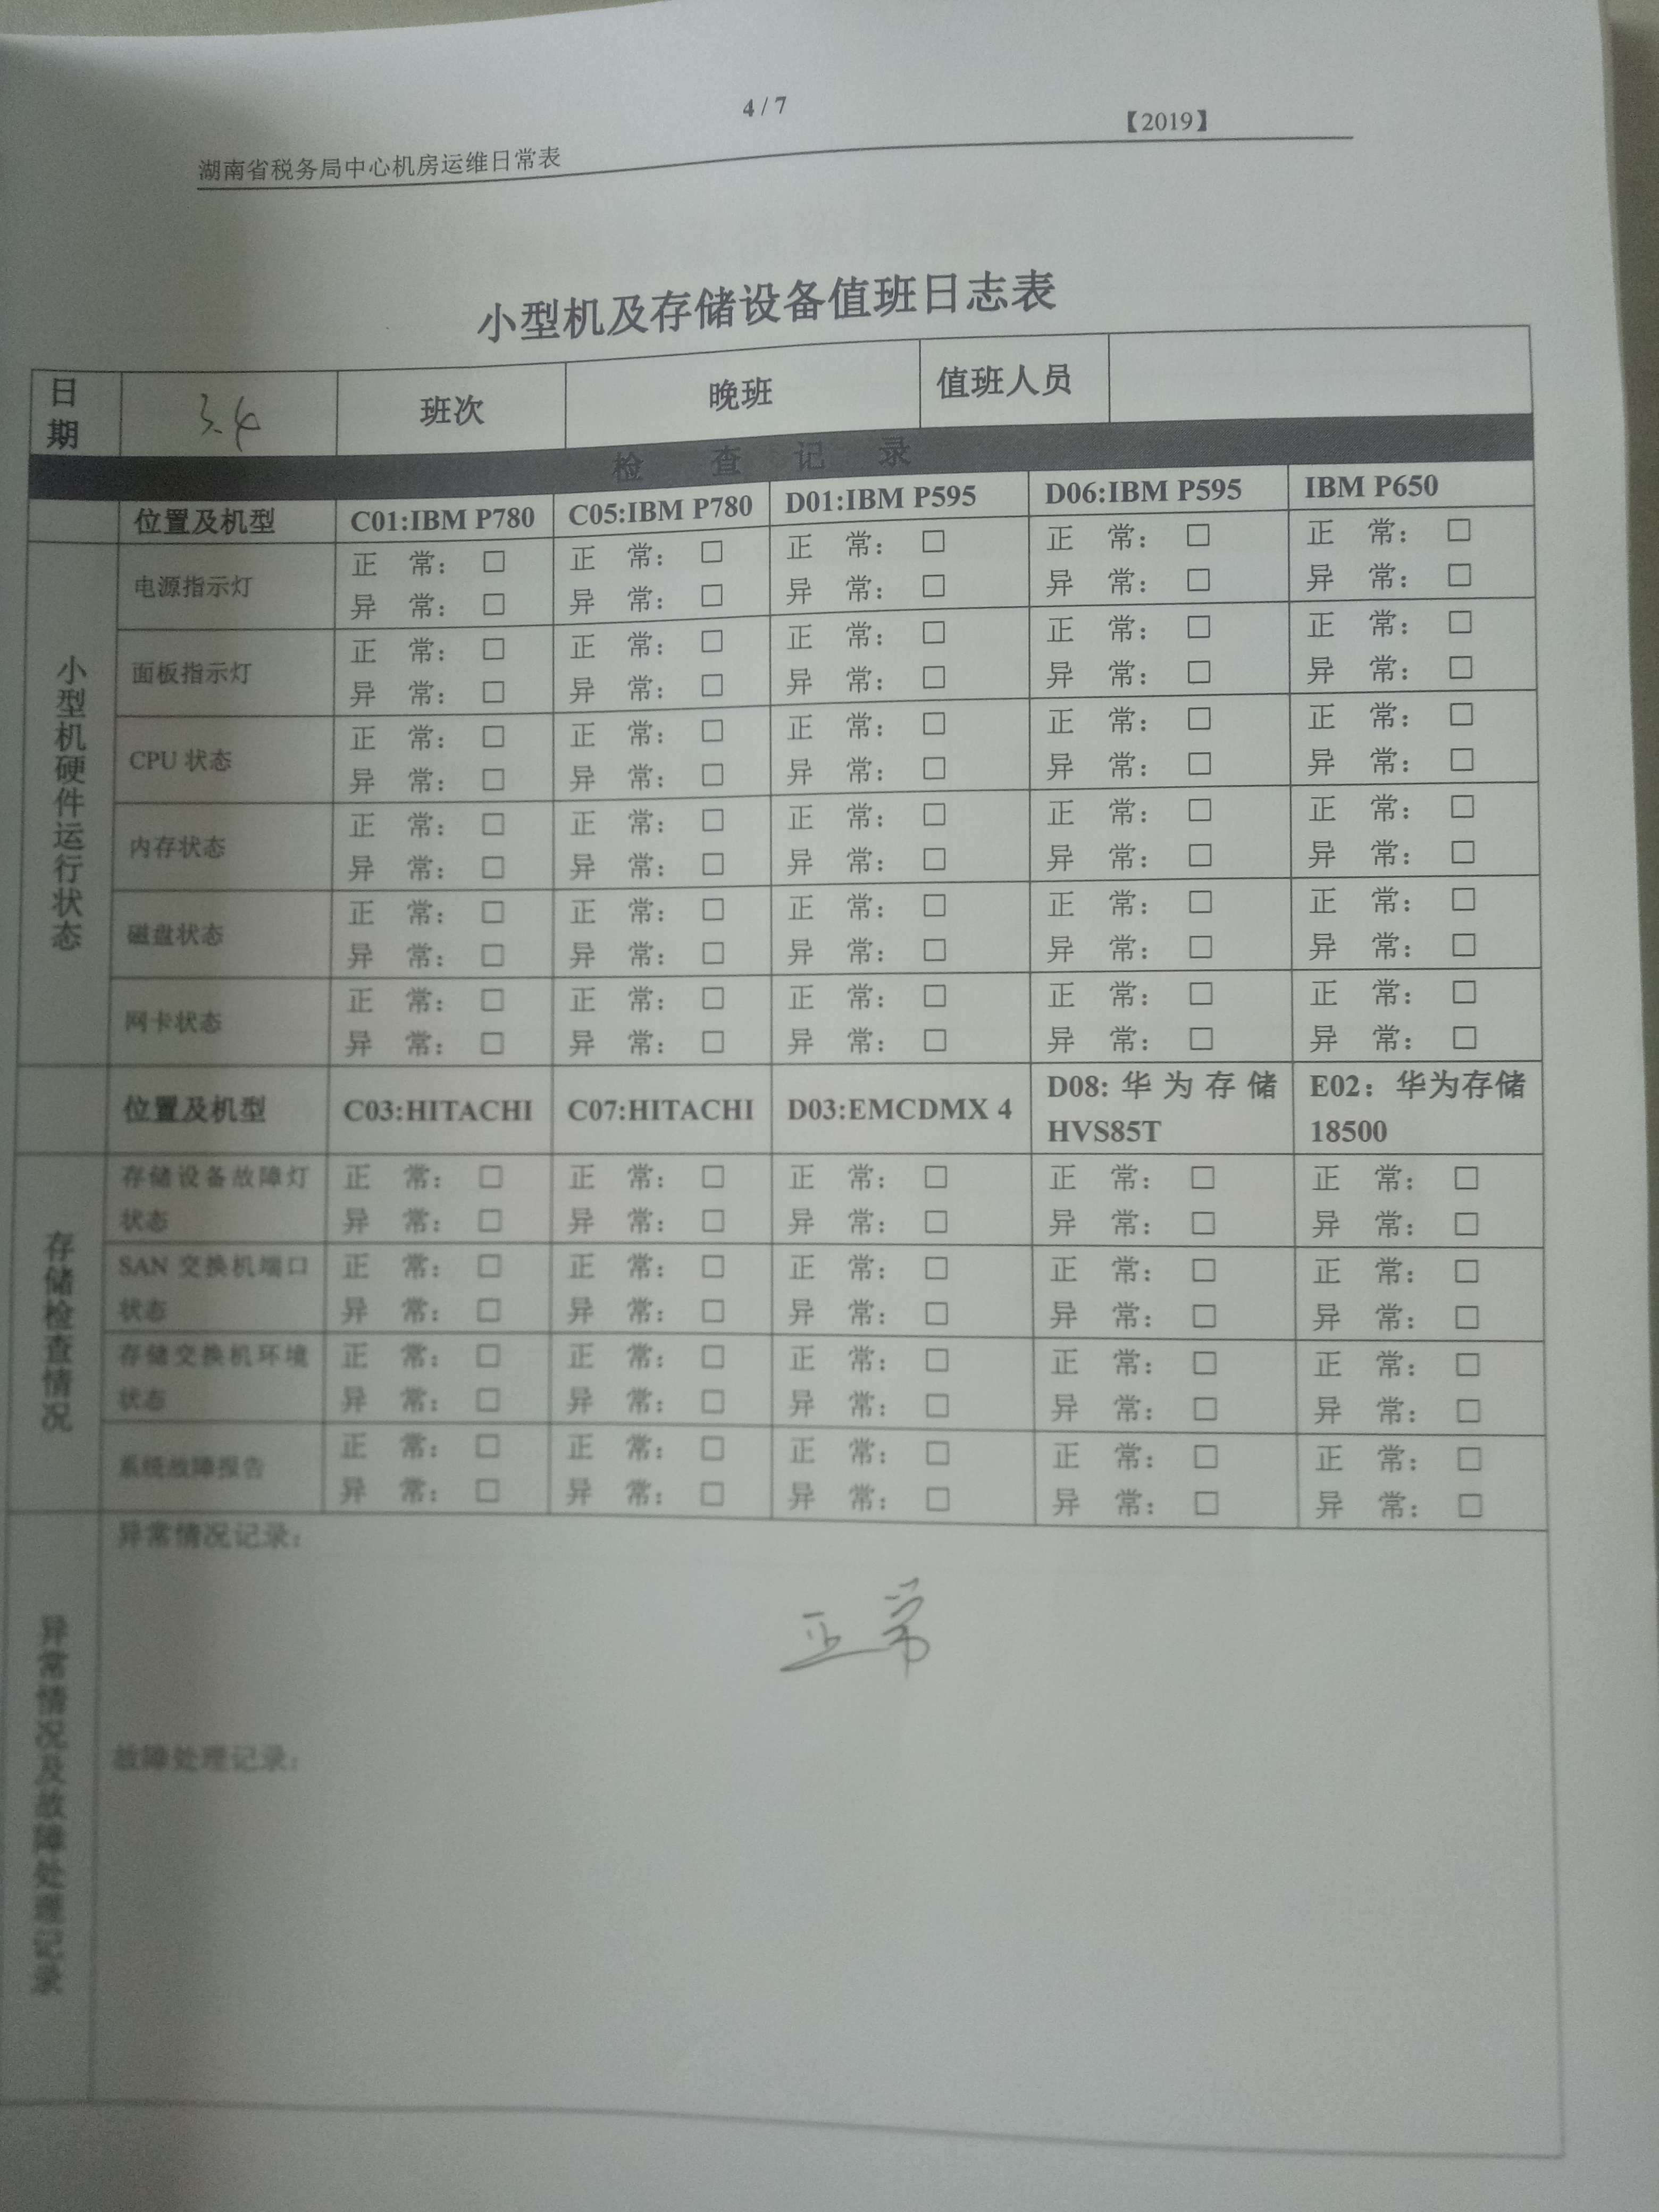 4 / 7
湖南省税务局中心机房运维日常表 【2019】
小型机及存储设备值班日志表
日期 3.4 班次 晚班 值班人员
检 查 记 录
位置及机型 C01:IBM P780 C05:IBM P780 D01:IBM P595 D06:IBM P595 IBM P650
小型机硬件运行状态
电源指示灯 正 常：□ 正 常：□ 正 常：□ 正 常：□ 正 常：□
异 常：□ 异 常：□ 异 常：□ 异 常：□ 异 常：□
面板指示灯 正 常：□ 正 常：□ 正 常：□ 正 常：□ 正 常：□
异 常：□ 异 常：□ 异 常：□ 异 常：□ 异 常：□
CPU 状态 正 常：□ 正 常：□ 正 常：□ 正 常：□ 正 常：□
异 常：□ 异 常：□ 异 常：□ 异 常：□ 异 常：□
内存状态 正 常：□ 正 常：□ 正 常：□ 正 常：□ 正 常：□
异 常：□ 异 常：□ 异 常：□ 异 常：□ 异 常：□
磁盘状态 正 常：□ 正 常：□ 正 常：□ 正 常：□ 正 常：□
异 常：□ 异 常：□ 异 常：□ 异 常：□ 异 常：□
网卡状态 正 常：□ 正 常：□ 正 常：□ 正 常：□ 正 常：□
异 常：□ 异 常：□ 异 常：□ 异 常：□ 异 常：□
位置及机型 C03:HITACHI C07:HITACHI D03:EMCDMX 4 D08: 华为存储 HVS85T E02：华为存储 18500
存储检查情况
存储设备故障灯 正 常：□ 正 常：□ 正 常：□ 正 常：□ 正 常：□
状态 异 常：□ 异 常：□ 异 常：□ 异 常：□ 异 常：□
SAN 交换机端口 正 常：□ 正 常：□ 正 常：□ 正 常：□ 正 常：□
状态 异 常：□ 异 常：□ 异 常：□ 异 常：□ 异 常：□
存储交换机环境 正 常：□ 正 常：□ 正 常：□ 正 常：□ 正 常：□
状态 异 常：□ 异 常：□ 异 常：□ 异 常：□ 异 常：□
系统故障报告 正 常：□ 正 常：□ 正 常：□ 正 常：□ 正 常：□
异 常：□ 异 常：□ 异 常：□ 异 常：□ 异 常：□
异常情况及故障处理记录
异常情况记录：
正常
故障处理记录：